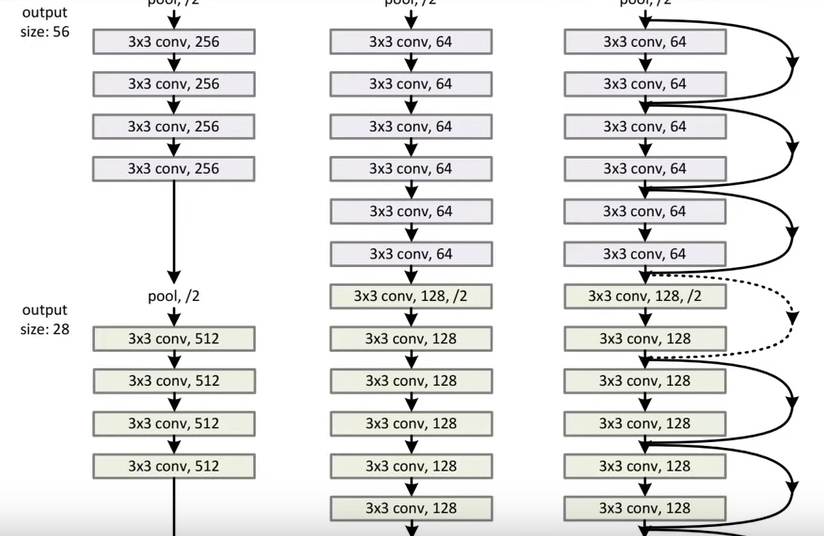 pool, /2
pool, /2
pool, /2
output
size: 56
3x3 conv, 256
3x3 conv, 64
3x3 conv, 64
3x3 conv, 256
3x3 conv, 64
3x3 conv, 64
3x3 conv, 256
3x3 conv, 64
3x3 conv, 64
3x3 conv, 256
3x3 conv, 64
3x3 conv, 64
3x3 conv, 64
3x3 conv, 64
3x3 conv, 64
3x3 conv, 64
output
size: 28
pool, /2
3x3 conv, 128, /2
3x3 conv, 128, /2
3x3 conv, 512
3x3 conv, 128
3x3 conv, 128
3x3 conv, 512
3x3 conv, 128
3x3 conv, 128
3x3 conv, 512
3x3 conv, 128
3x3 conv, 128
3x3 conv, 512
3x3 conv, 128
3x3 conv, 128
3x3 conv, 128
3x3 conv, 128